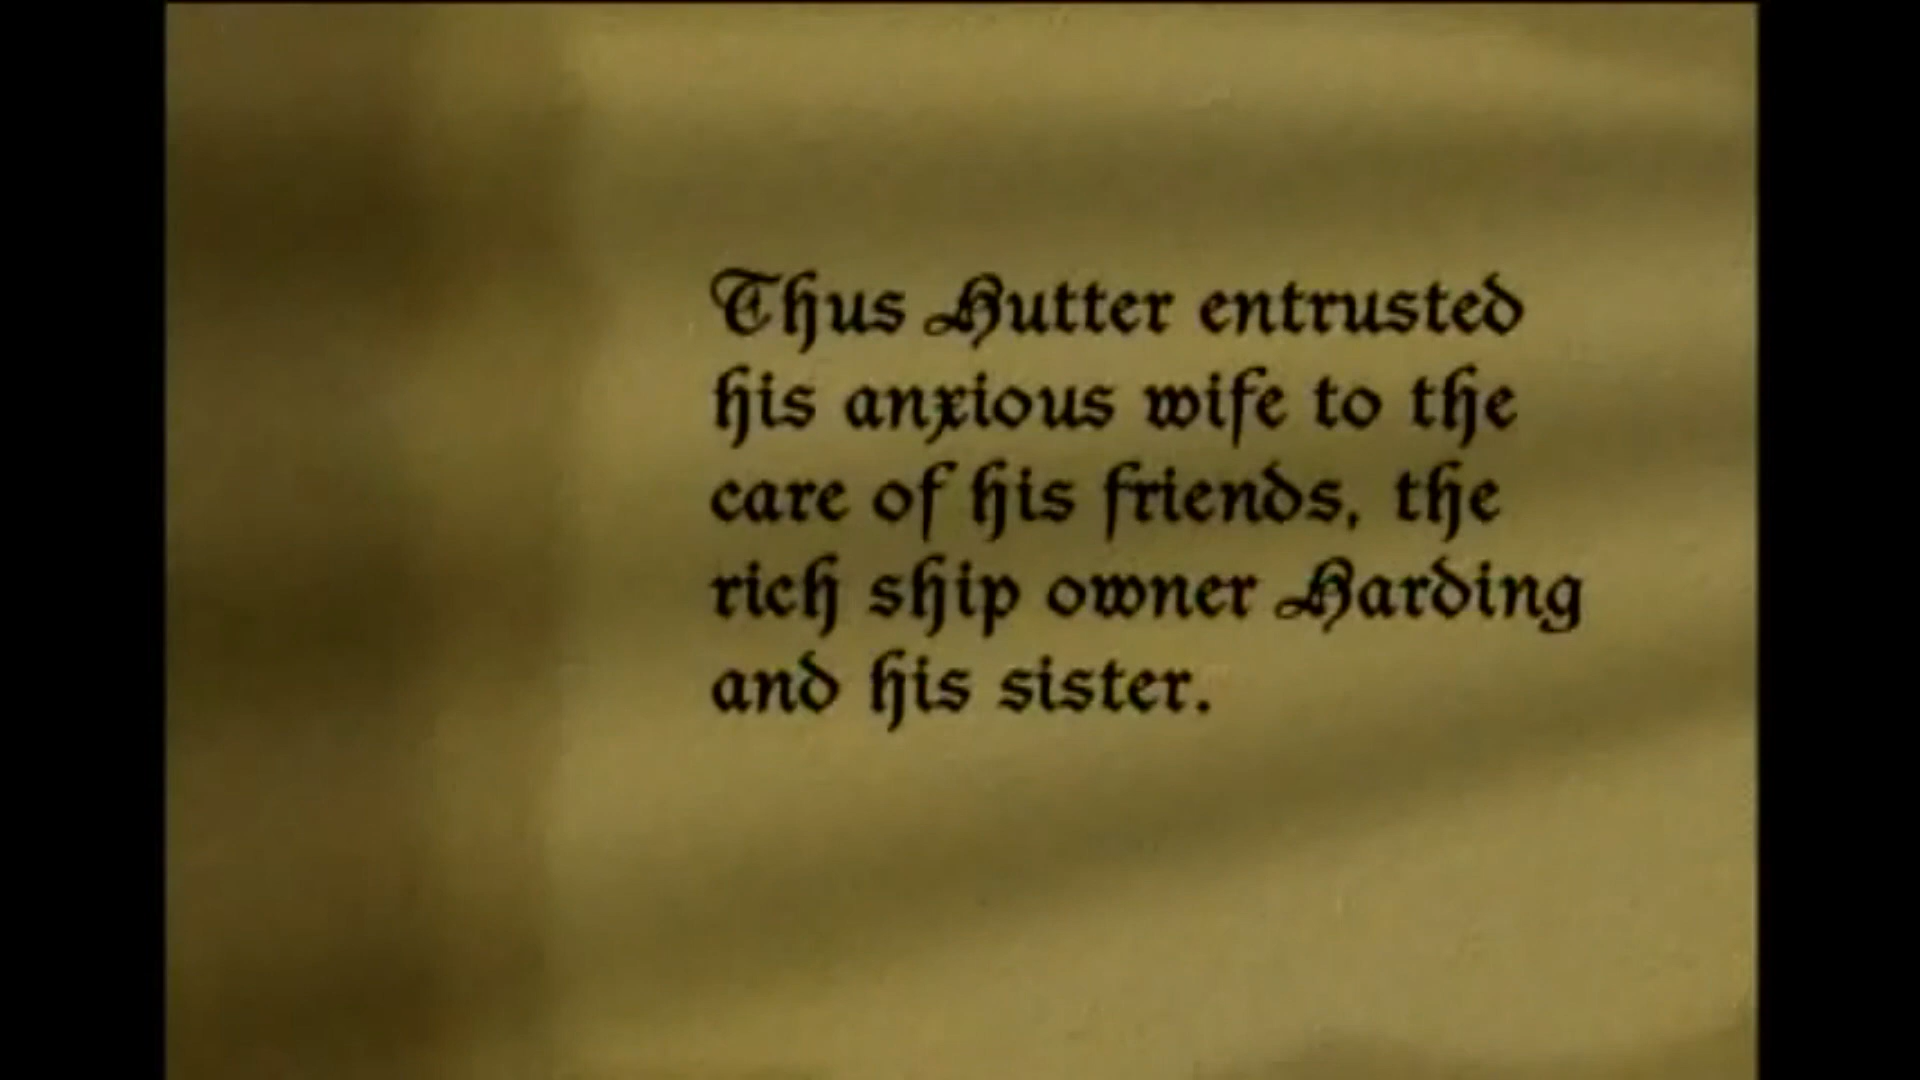 Thus Hutter entrusted
his anxious wife to the
care of his friends, the
rich ship owner Harding
and his sister.